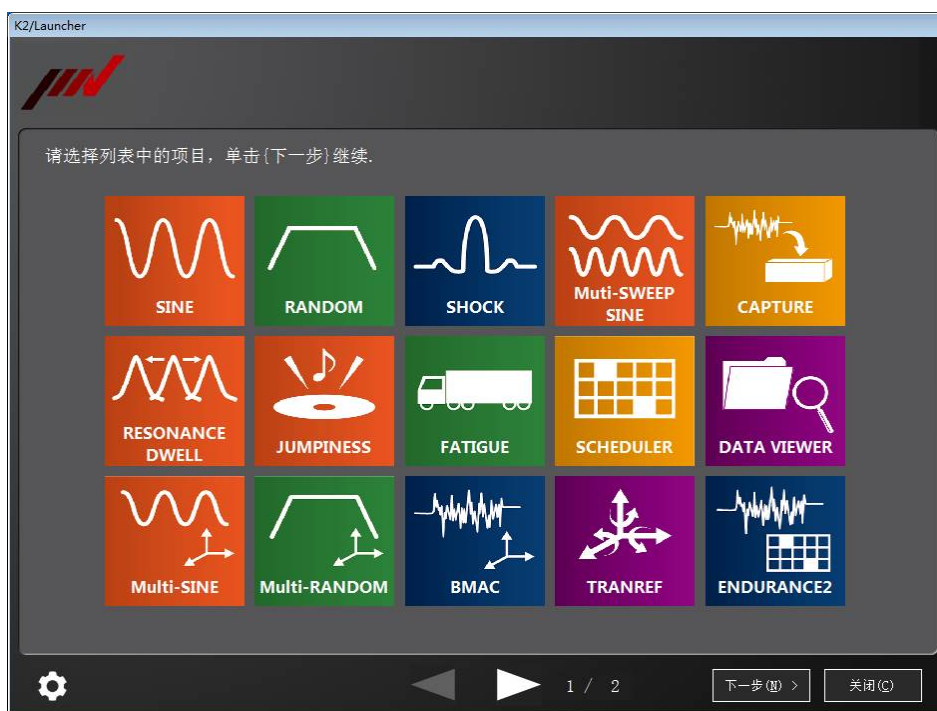 K2/Launcher
请选择列表中的项目，单击{下一步}继续.
SINE
RANDOM
SHOCK
Muti-SWEEP
SINE
CAPTURE
RESONANCE
DWELL
JUMPINESS
FATIGUE
SCHEDULER
DATA VIEWER
Multi-SINE
Multi-RANDOM
BMAC
TRANREF
ENDURANCE2
1 / 2
下一步(N) >
关闭(C)